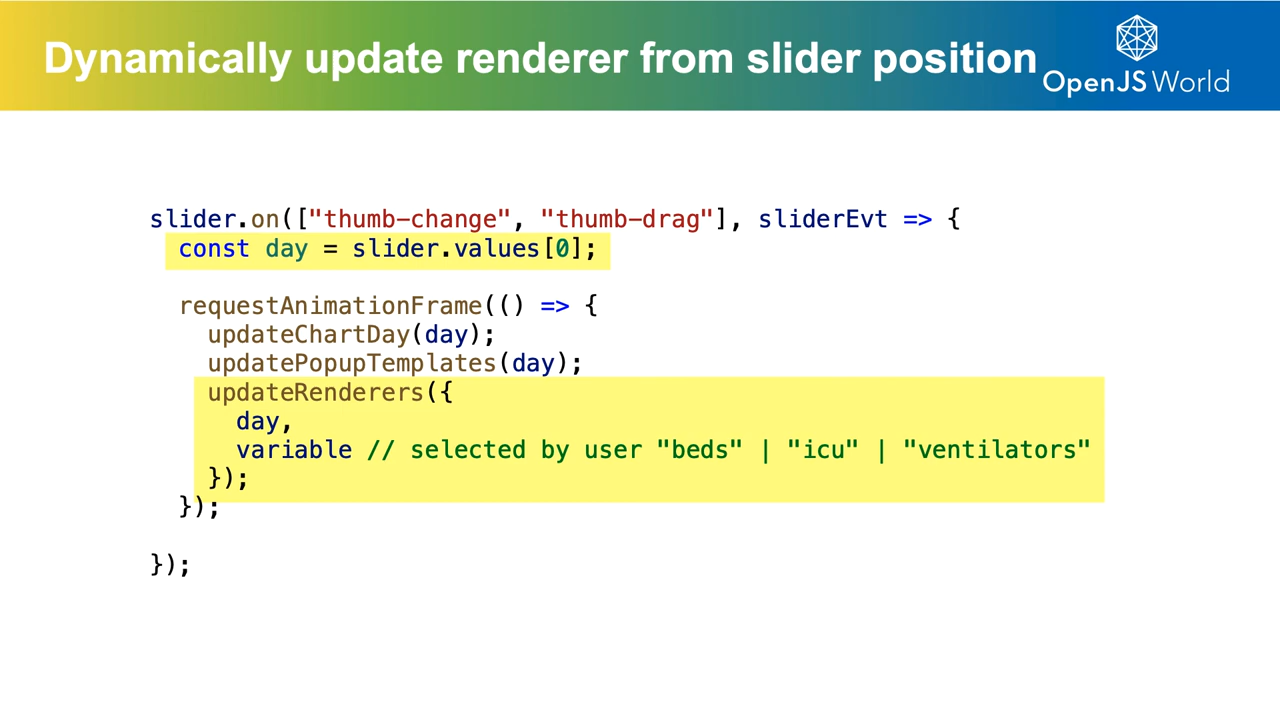 Dynamically update renderer from slider position
OpenJS World
slider.on(["thumb-change", "thumb-drag"], sliderEvt => {
  const day = slider.values[0];
  requestAnimationFrame(() => {
    updateChartDay(day);
    updatePopupTemplates(day);
    updateRenderers({
      day,
      variable // selected by user "beds" | "icu" | "ventilators"
    });
  });
});